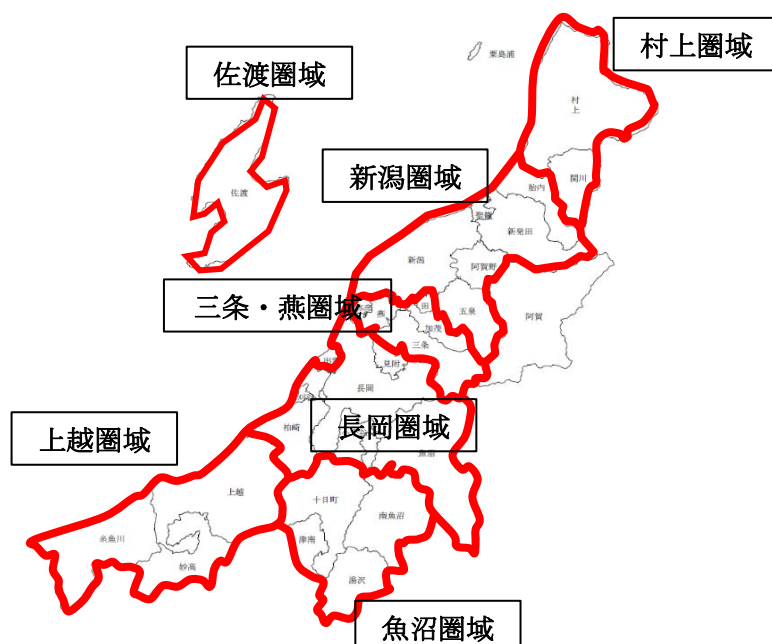 村上圏域
粟島浦
佐渡圏域
村上
関川
新潟圏域
胎内
佐渡
新発田
新潟
阿賀野
三条・燕圏域
燕
田
五泉
阿賀
加茂
三条
見附
長岡
長岡圏域
柏崎
上越圏域
魚沼
上越
十日町
南魚沼
糸魚川
津南
妙高
湯沢
魚沼圏域